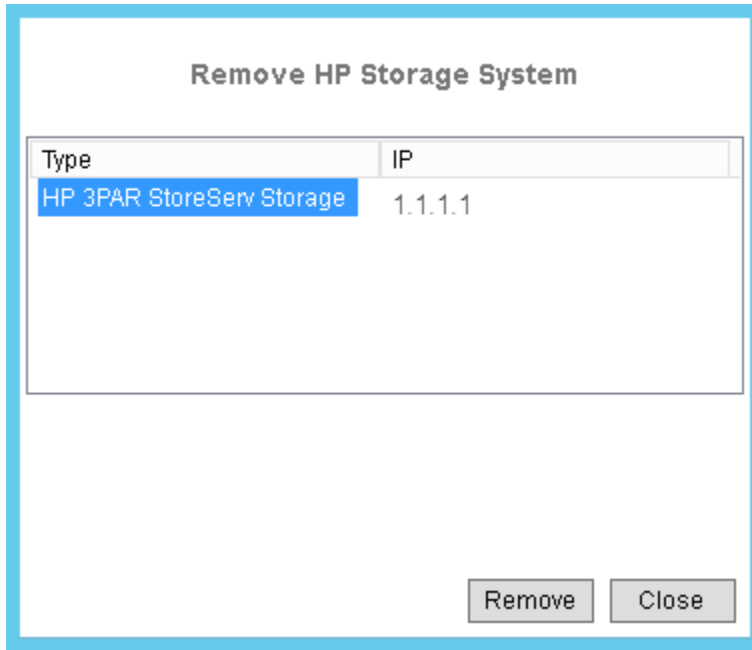 Remove HP Storage System
Type IP
HP 3PAR StoreServ Storage 1.1.1.1
Remove Close